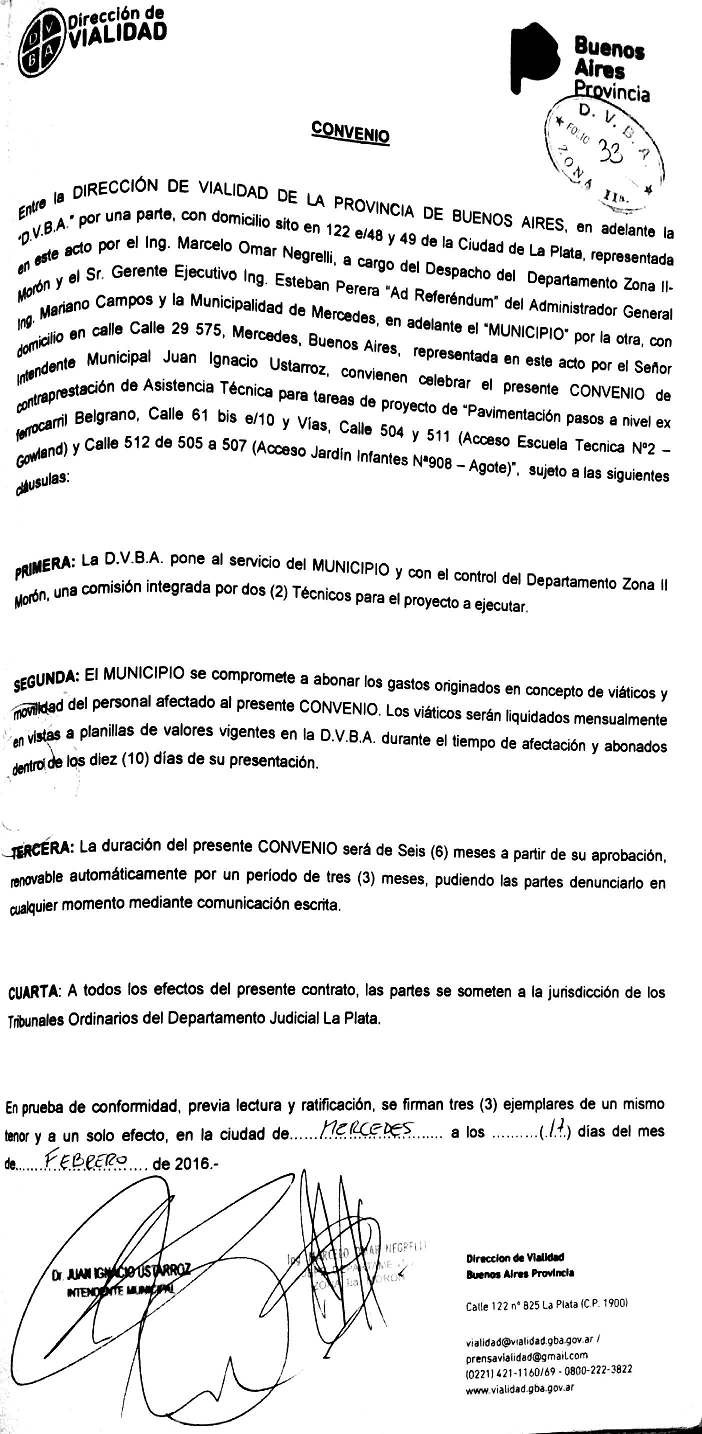 Dirección de
VIALIDAD
DVBA
Buenos
Aires
Provincia
D. V. B. A.
FOLIO 33
ZONA IIa.
CONVENIO
Entre la DIRECCIÓN DE VIALIDAD DE LA PROVINCIA DE BUENOS AIRES, en adelante la
"D.V.B.A." por una parte, con domicilio sito en 122 e/48 y 49 de la Ciudad de La Plata, representada
en este acto por el Ing. Marcelo Omar Negrelli, a cargo del Despacho del Departamento Zona II-
Morón y el Sr. Gerente Ejecutivo Ing. Esteban Perera "Ad Referéndum" del Administrador General
Ing. Mariano Campos y la Municipalidad de Mercedes, en adelante el "MUNICIPIO" por la otra, con
domicilio en calle Calle 29 575, Mercedes, Buenos Aires, representada en este acto por el Señor
Intendente Municipal Juan Ignacio Ustarroz, convienen celebrar el presente CONVENIO de
contraprestación de Asistencia Técnica para tareas de proyecto de "Pavimentación pasos a nivel ex
ferrocarril Belgrano, Calle 61 bis e/10 y Vías, Calle 504 y 511 (Acceso Escuela Tecnica Nº2 –
Gowland) y Calle 512 de 505 a 507 (Acceso Jardín Infantes Nª908 – Agote)", sujeto a las siguientes
cláusulas:
PRIMERA: La D.V.B.A. pone al servicio del MUNICIPIO y con el control del Departamento Zona II
Morón, una comisión integrada por dos (2) Técnicos para el proyecto a ejecutar.
SEGUNDA: El MUNICIPIO se compromete a abonar los gastos originados en concepto de viáticos y
movilidad del personal afectado al presente CONVENIO. Los viáticos serán liquidados mensualmente
en vistas a planillas de valores vigentes en la D.V.B.A. durante el tiempo de afectación y abonados
dentro de los diez (10) días de su presentación.
TERCERA: La duración del presente CONVENIO será de Seis (6) meses a partir de su aprobación,
renovable automáticamente por un período de tres (3) meses, pudiendo las partes denunciarlo en
cualquier momento mediante comunicación escrita.
CUARTA: A todos los efectos del presente contrato, las partes se someten a la jurisdicción de los
Tribunales Ordinarios del Departamento Judicial La Plata.
En prueba de conformidad, previa lectura y ratificación, se firman tres (3) ejemplares de un mismo
tenor y a un solo efecto, en la ciudad de......MERCEDES...... a los ..........(.17.) días del mes
de.......FEBRERO...... de 2016.-
Dr. JUAN IGNACIO USTARROZ
INTENDENTE MUNICIPAL
Ing. MARCELO OMAR NEGRELLI
ZONA IIa. MORON
Direccion de Vialidad
Buenos Aires Provincia
Calle 122 n° 825 La Plata (C.P. 1900)
vialidad@vialidad.gba.gov.ar /
prensavialidad@gmail.com
(0221) 421-1160/69 - 0800-222-3822
www.vialidad.gba.gov.ar